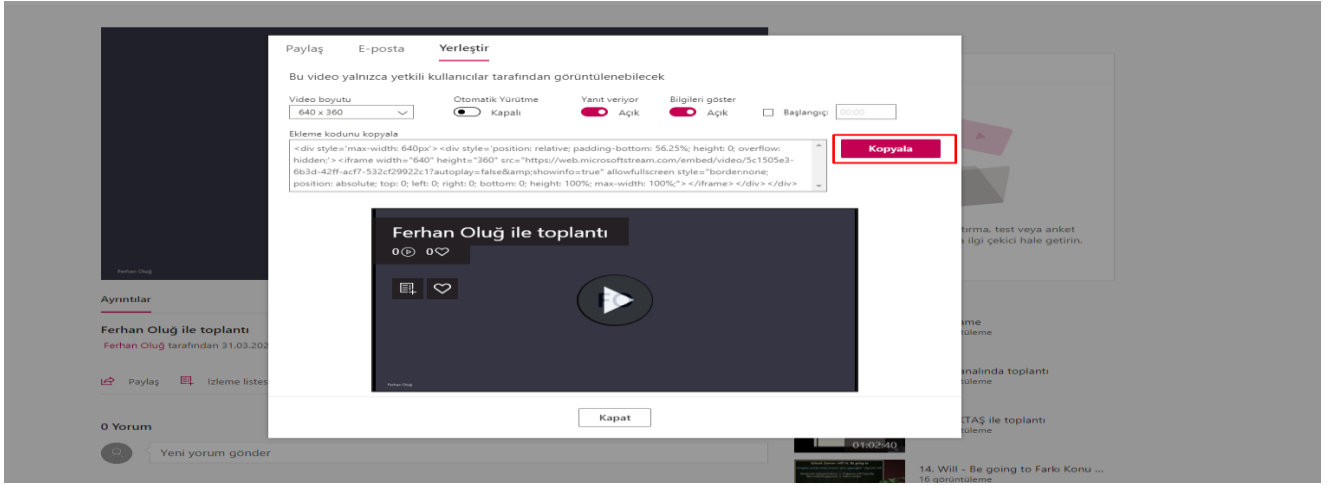 Paylaş E-posta Yerleştir
Bu video yalnızca yetkili kullanıcılar tarafından görüntülenebilecek
Video boyutu Otomatik Yürütme Yanıt veriyor Bilgileri göster
640 x 360 Kapalı Açık Açık Başlangıç: 00:00
Ekleme kodunu kopyala
<div style='max-width: 640px'><div style='position: relative; padding-bottom: 56.25%; height: 0; overflow:
hidden;'><iframe width="640" height="360" src="https://web.microsoftstream.com/embed/video/5c1505e3-
6b3d-42ff-acf7-532cf29922c1?autoplay=false&amp;showinfo=true" allowfullscreen style="border:none;
position: absolute; top: 0; left: 0; right: 0; bottom: 0; height: 100%; max-width: 100%;"></iframe></div></div>
Kopyala
Ferhan Oluğ ile toplantı
0 0
FO
Ferhan Oluğ
Kapat
Ferhan Oluğ
Ayrıntılar
Ferhan Oluğ ile toplantı
Ferhan Oluğ tarafından 31.03.202
Paylaş İzleme listes
0 Yorum
Yeni yorum gönder
tırma, test veya anket
ilgi çekici hale getirin.
me
tüleme
analında toplantı
tüleme
KTAŞ ile toplantı
tüleme
01:02:40
14. Will - Be going to Farkı Konu ...
16 görüntüleme